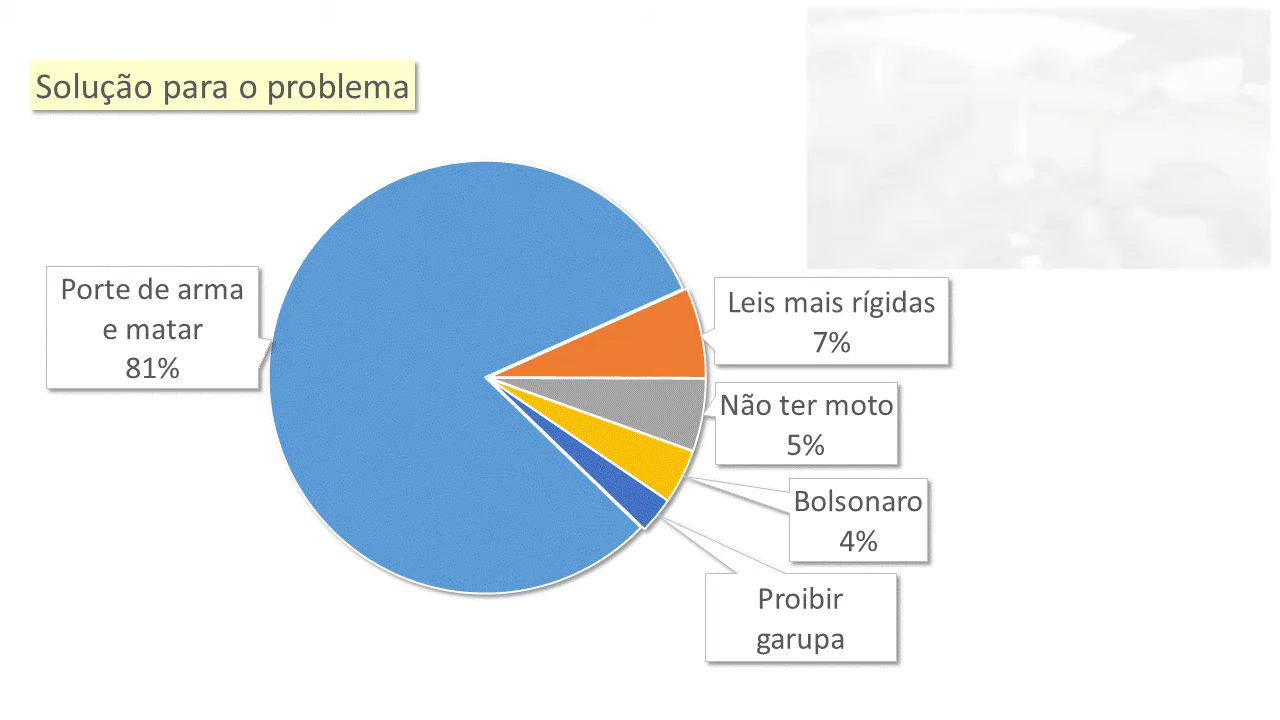 Solução para o problema
Porte de arma
e matar
81%
Leis mais rígidas
7%
Não ter moto
5%
Bolsonaro
4%
Proibir
garupa